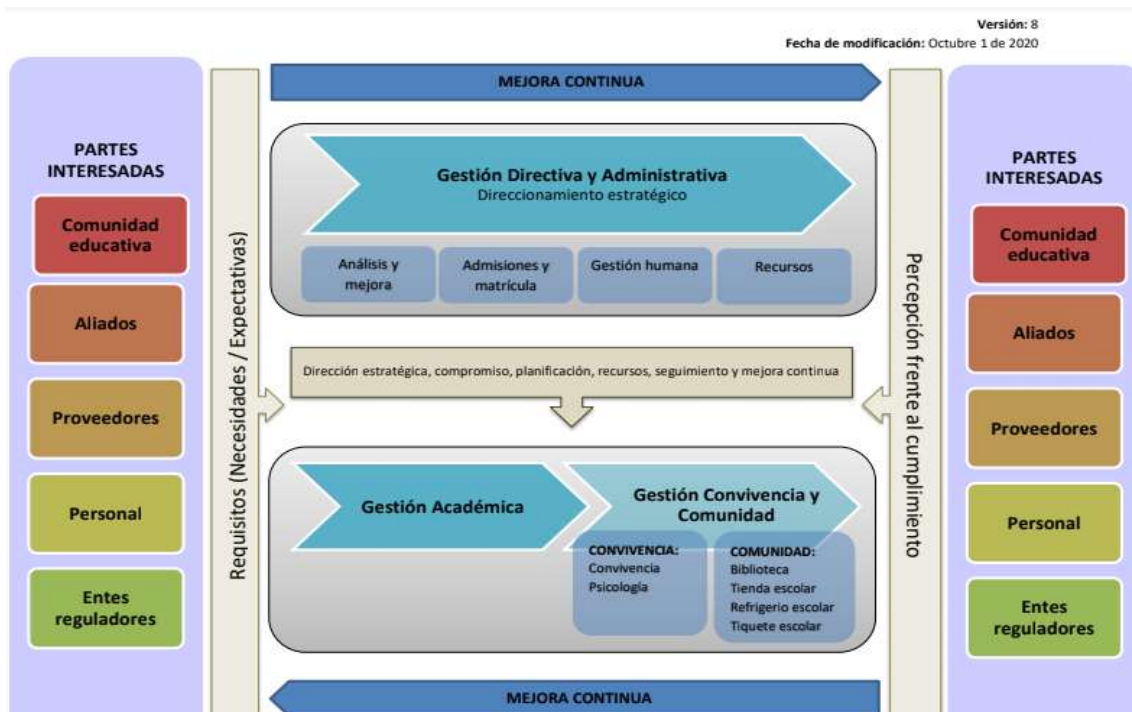 Versión: 8
Fecha de modificación: Octubre 1 de 2020
MEJORA CONTINUA
PARTES
INTERESADAS
Comunidad
educativa
Aliados
Proveedores
Personal
Entes
reguladores
Requisitos (Necesidades / Expectativas)
Gestión Directiva y Administrativa
Direccionamiento estratégico
Análisis y
mejora
Admisiones y
matrícula
Gestión humana
Recursos
Dirección estratégica, compromiso, planificación, recursos, seguimiento y mejora continua
Gestión Académica
Gestión Convivencia y
Comunidad
CONVIVENCIA:
Convivencia
Psicología
COMUNIDAD:
Biblioteca
Tienda escolar
Refrigerio escolar
Tiquete escolar
MEJORA CONTINUA
Percepción frente al cumplimiento
PARTES
INTERESADAS
Comunidad
educativa
Aliados
Proveedores
Personal
Entes
reguladores